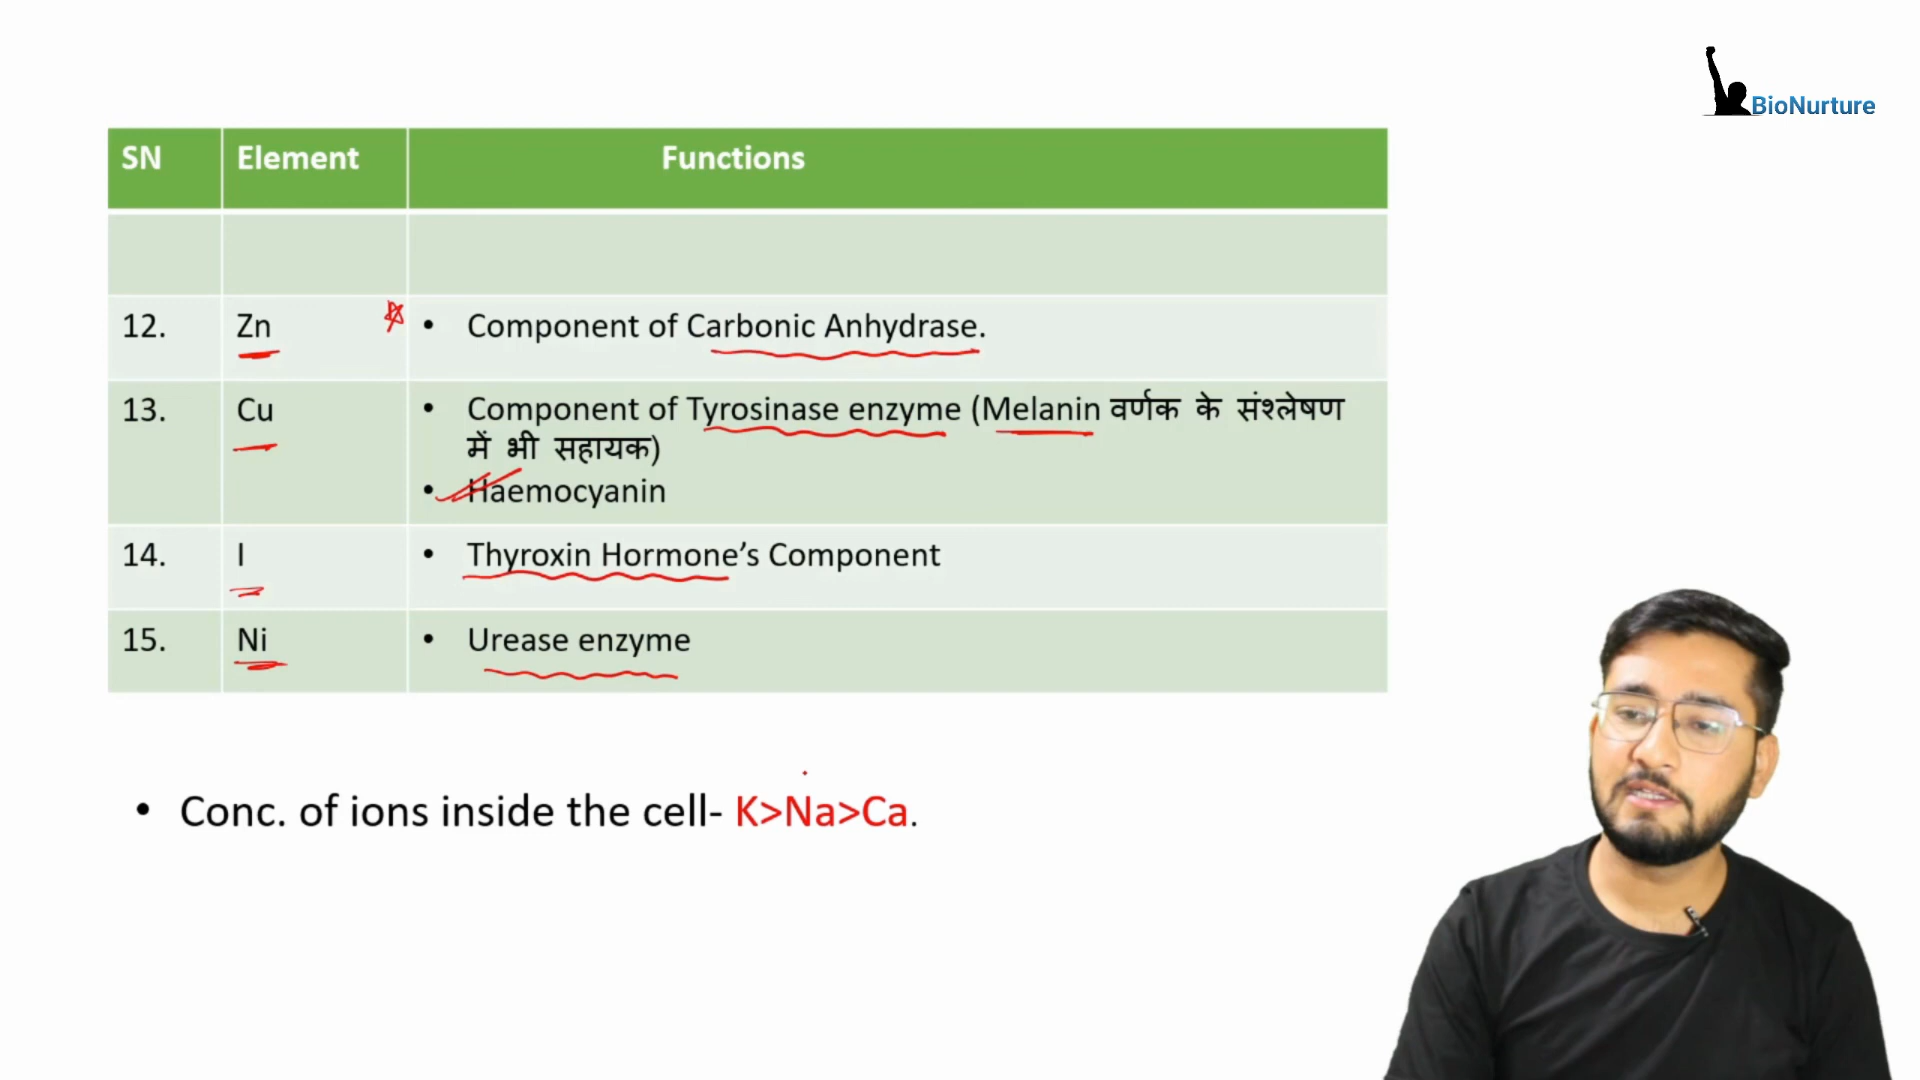 BioNurture
SN Element Functions
12. Zn • Component of Carbonic Anhydrase.
13. Cu • Component of Tyrosinase enzyme (Melanin वर्णक के संश्लेषण
में भी सहायक)
• Haemocyanin
14. I • Thyroxin Hormone’s Component
15. Ni • Urease enzyme
• Conc. of ions inside the cell- K>Na>Ca.